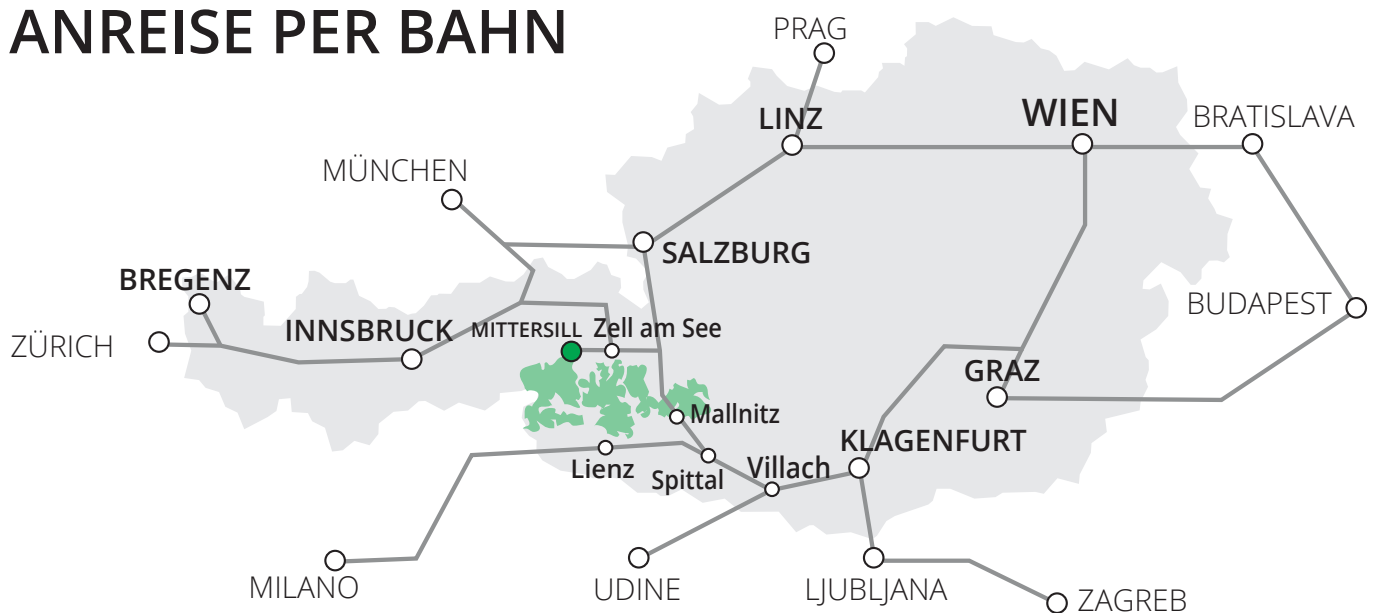 ANREISE PER BAHN
PRAG
LINZ
WIEN
BRATISLAVA
MÜNCHEN
SALZBURG
BREGENZ
BUDAPEST
ZÜRICH
INNSBRUCK
MITTERSILL
Zell am See
GRAZ
Mallnitz
KLAGENFURT
Lienz
Spittal
Villach
MILANO
UDINE
LJUBLJANA
ZAGREB